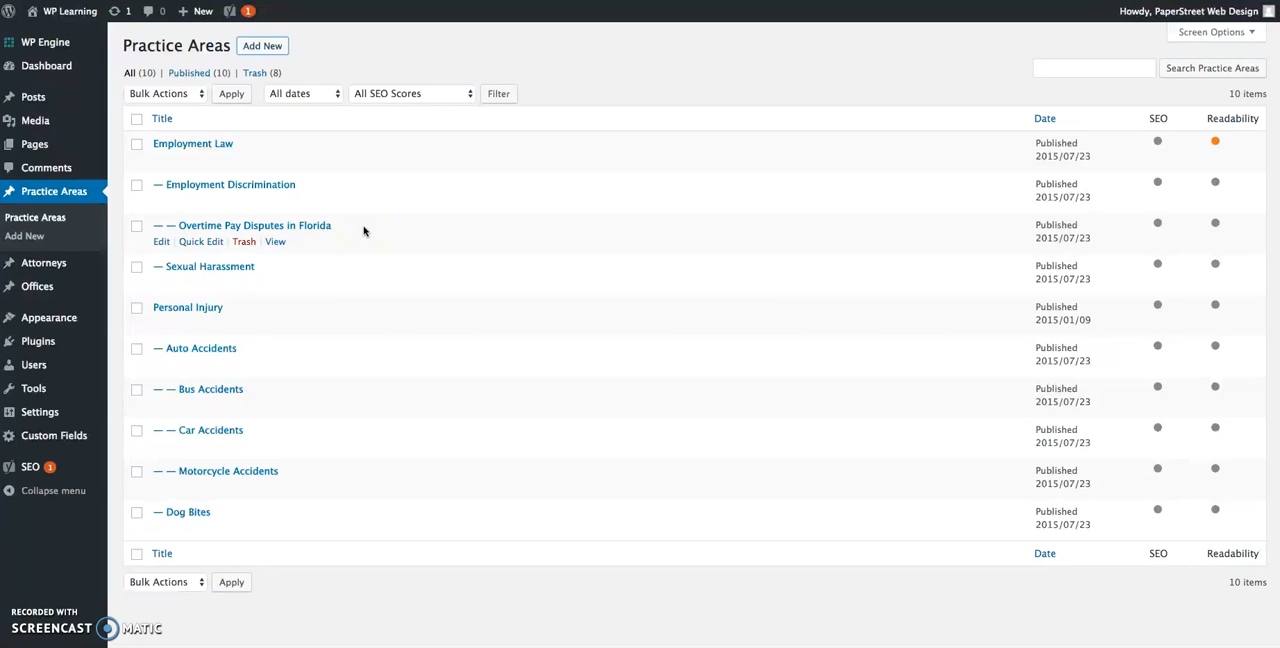 WP Learning 1 0 + New 1 Howdy, PaperStreet Web Design
Screen Options ▼
WP Engine
Dashboard
Posts
Media
Pages
Comments
Practice Areas
Practice Areas
Add New
Attorneys
Offices
Appearance
Plugins
Users
Tools
Settings
Custom Fields
SEO 1
Collapse menu
RECORDED WITH
SCREENCAST MATIC
Practice Areas Add New
All (10) | Published (10) | Trash (8)
Search Practice Areas
Bulk Actions Apply All dates All SEO Scores Filter 10 items
Title Date SEO Readability
Employment Law Published
2015/07/23
— Employment Discrimination Published
2015/07/23
— — Overtime Pay Disputes in Florida Published
Edit | Quick Edit | Trash | View 2015/07/23
— Sexual Harassment Published
2015/07/23
Personal Injury Published
2015/01/09
— Auto Accidents Published
2015/07/23
— — Bus Accidents Published
2015/07/23
— — Car Accidents Published
2015/07/23
— — Motorcycle Accidents Published
2015/07/23
— Dog Bites Published
2015/07/23
Title Date SEO Readability
Bulk Actions Apply 10 items